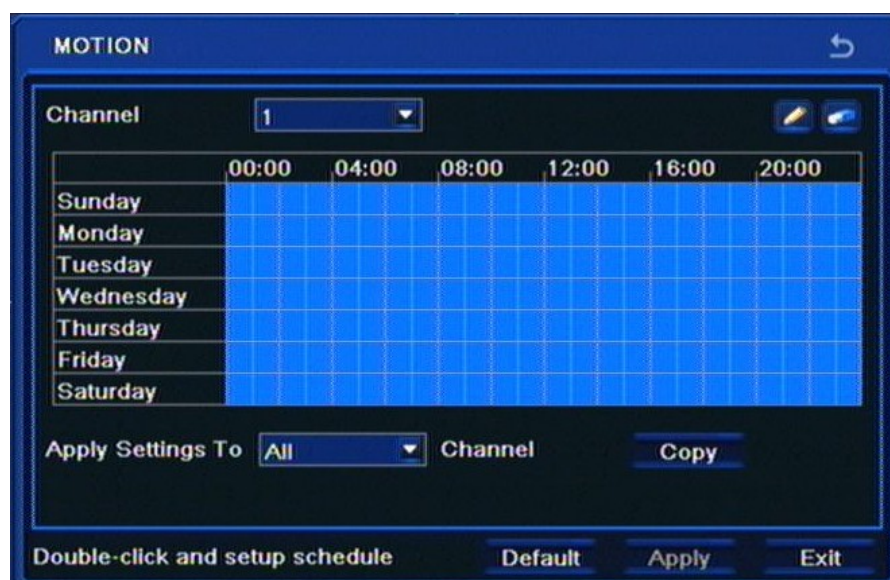 MOTION
Channel 1
00:00 04:00 08:00 12:00 16:00 20:00
Sunday
Monday
Tuesday
Wednesday
Thursday
Friday
Saturday
Apply Settings To All Channel Copy
Double-click and setup schedule Default Apply Exit